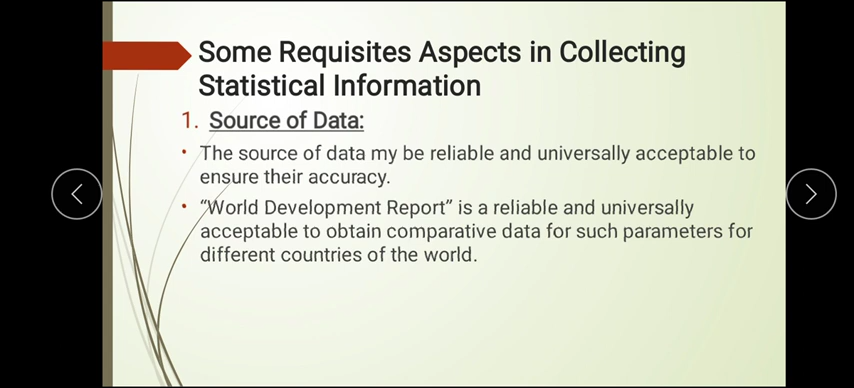 Some Requisites Aspects in Collecting
Statistical Information
1. Source of Data:
• The source of data my be reliable and universally acceptable to
ensure their accuracy.
• “World Development Report” is a reliable and universally
acceptable to obtain comparative data for such parameters for
different countries of the world.